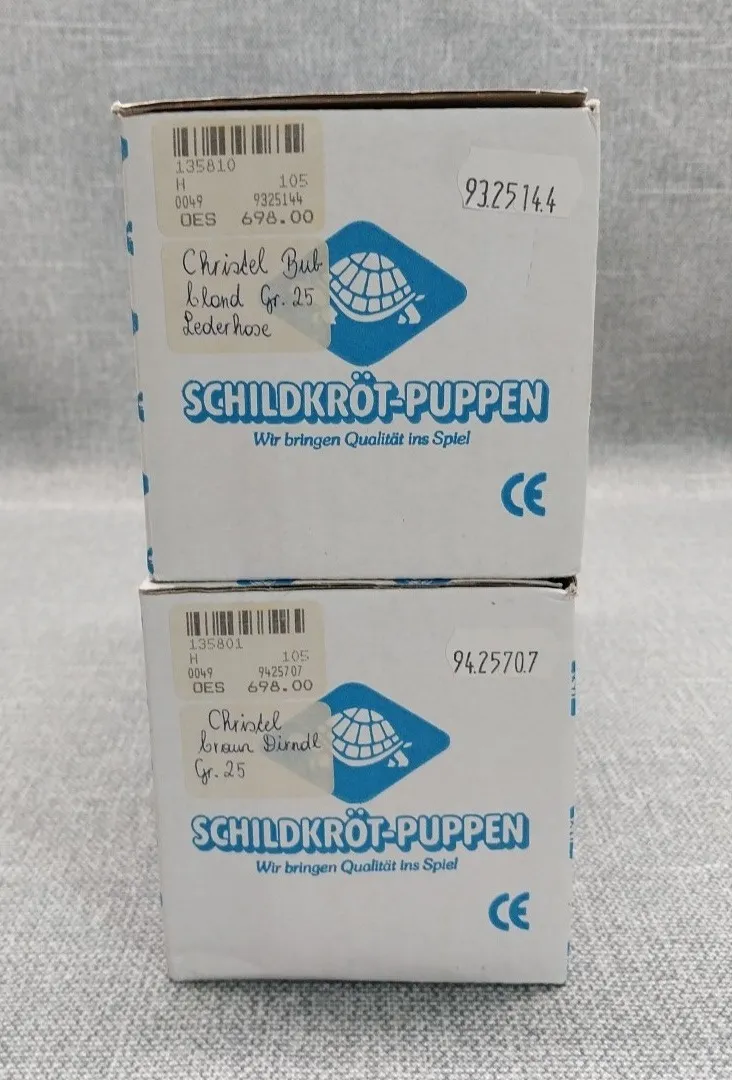 135810
H 105
0049 9325144
OES 698.00
93.2514.4
Christel Bub
blond Gr. 25
Lederhose
SCHILDKRÖT-PUPPEN
Wir bringen Qualität ins Spiel
CE
135801
H 105
0049 9425707
OES 698.00
94.2570.7
Christel
braun Dirndl
Gr. 25
SCHILDKRÖT-PUPPEN
Wir bringen Qualität ins Spiel
CE